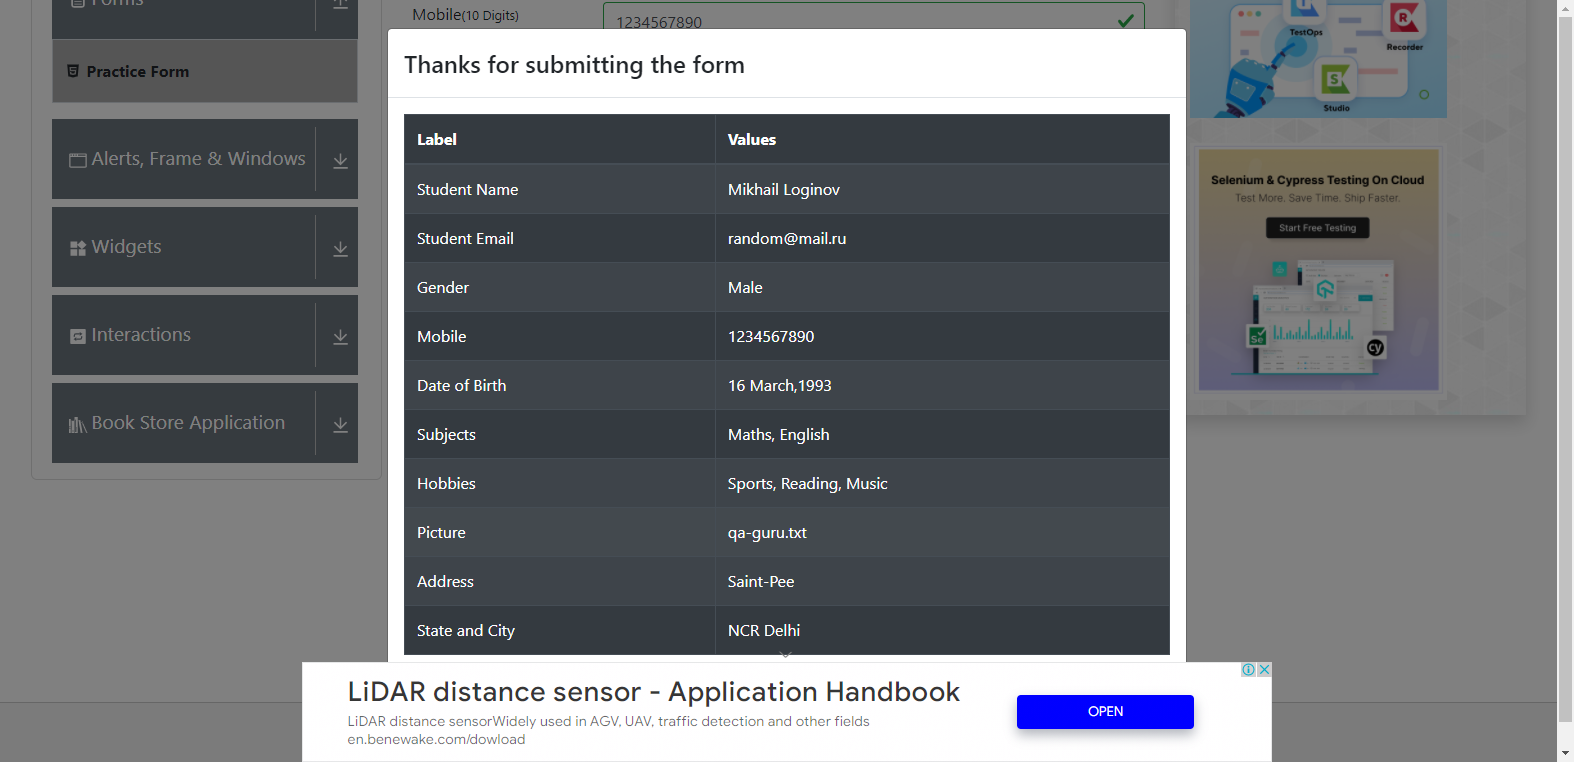 Forms
Practice Form
Alerts, Frame & Windows
Widgets
Interactions
Book Store Application
Mobile(10 Digits)
1234567890
Thanks for submitting the form
Label Values
Student Name Mikhail Loginov
Student Email random@mail.ru
Gender Male
Mobile 1234567890
Date of Birth 16 March,1993
Subjects Maths, English
Hobbies Sports, Reading, Music
Picture qa-guru.txt
Address Saint-Pee
State and City NCR Delhi
TestOps
Recorder
Studio
Selenium & Cypress Testing On Cloud
Test More. Save Time. Ship Faster.
Start Free Testing
Se
cy
LiDAR distance sensor - Application Handbook
LiDAR distance sensorWidely used in AGV, UAV, traffic detection and other fields
en.benewake.com/dowload
OPEN